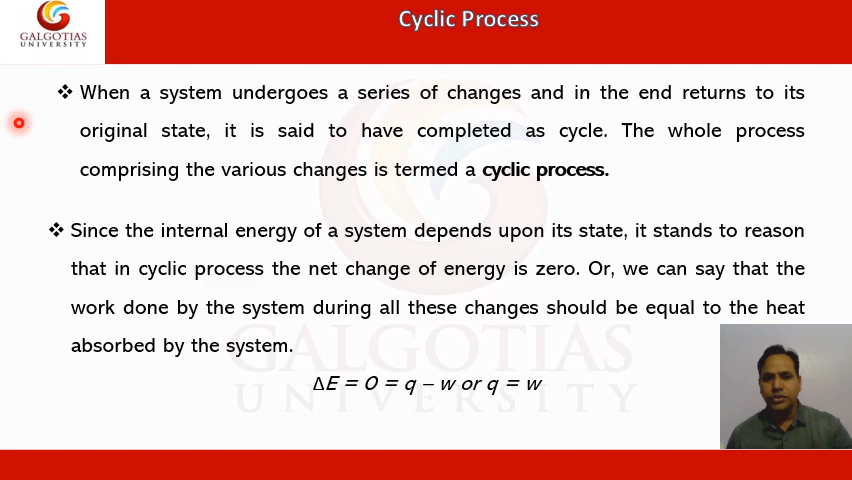 GALGOTIAS
UNIVERSITY
Cyclic Process
❖ When a system undergoes a series of changes and in the end returns to its
original state, it is said to have completed as cycle. The whole process
comprising the various changes is termed a cyclic process.
❖ Since the internal energy of a system depends upon its state, it stands to reason
that in cyclic process the net change of energy is zero. Or, we can say that the
work done by the system during all these changes should be equal to the heat
absorbed by the system.
ΔE = 0 = q – w or q = w
GALGOTIAS
UNIVERSITY